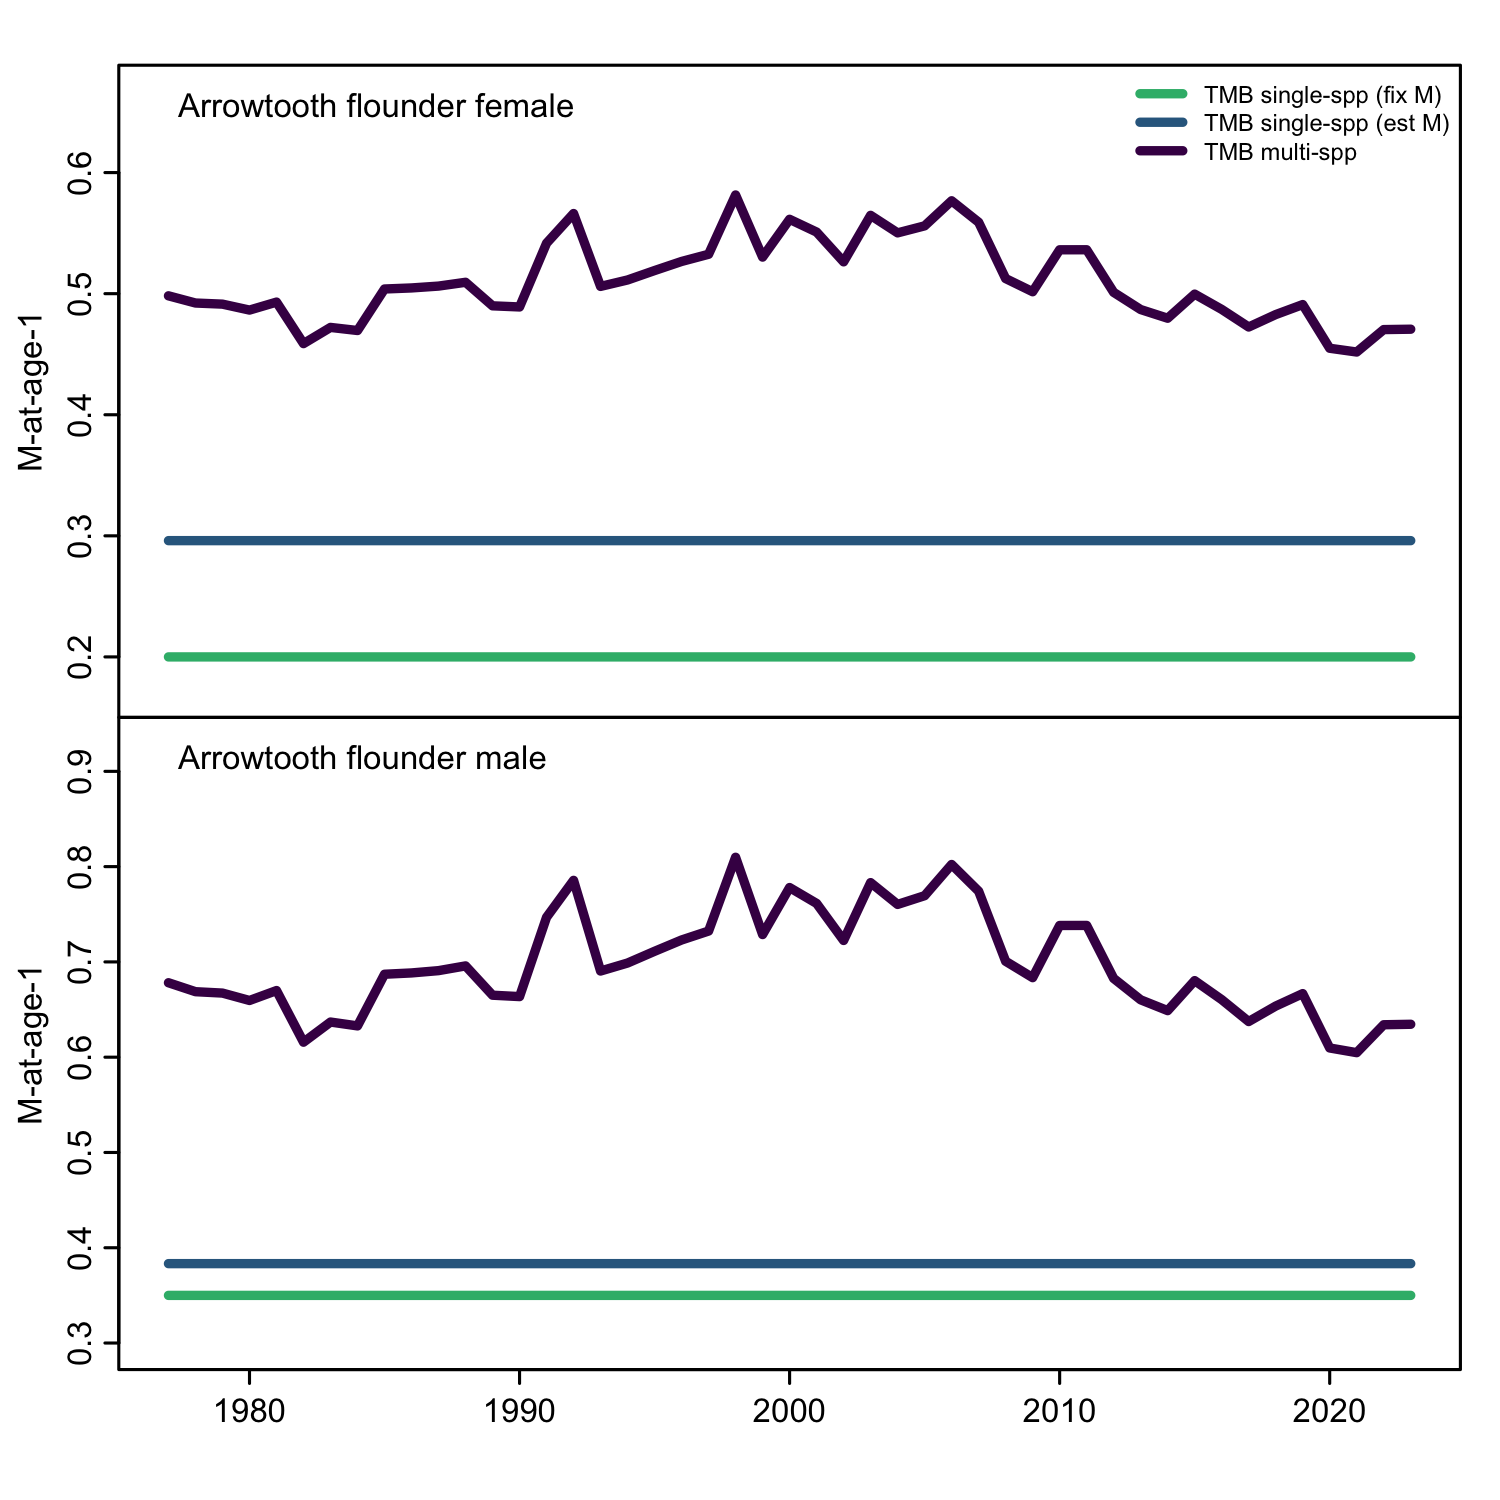 Arrowtooth flounder female
TMB single-spp (fix M)
TMB single-spp (est M)
TMB multi-spp
M-at-age-1
0.6
0.5
0.4
0.3
0.2
Arrowtooth flounder male
M-at-age-1
0.9
0.8
0.7
0.6
0.5
0.4
0.3
1980 1990 2000 2010 2020